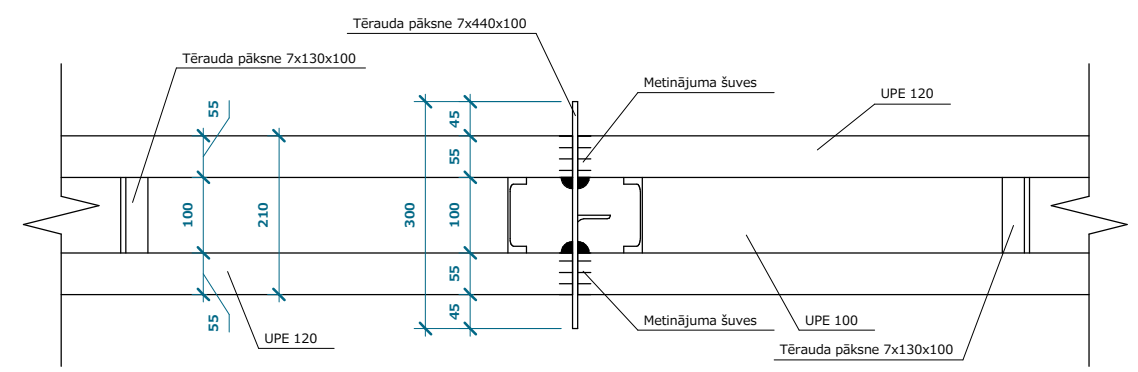 Tērauda pāksne 7x440x100
Tērauda pāksne 7x130x100
Metinājuma šuves
UPE 120
55
45
55
100
210
300
100
55
55
45
UPE 120
Metinājuma šuves
UPE 100
Tērauda pāksne 7x130x100